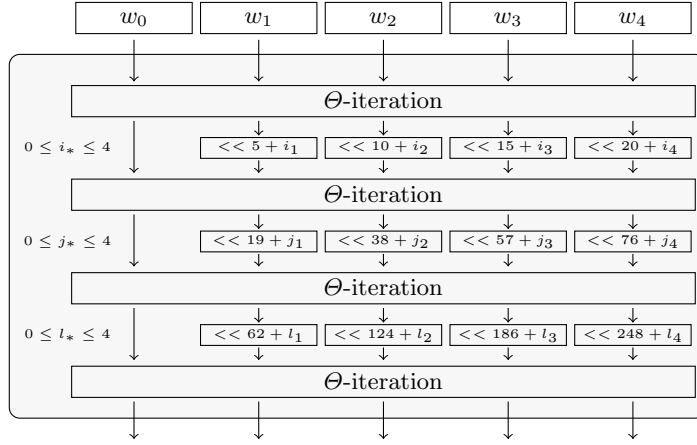 w₀ w₁ w₂ w₃ w₄
Θ-iteration
0 ≤ i* ≤ 4 << 5 + i₁ << 10 + i₂ << 15 + i₃ << 20 + i₄
Θ-iteration
0 ≤ j* ≤ 4 << 19 + j₁ << 38 + j₂ << 57 + j₃ << 76 + j₄
Θ-iteration
0 ≤ l* ≤ 4 << 62 + l₁ << 124 + l₂ << 186 + l₃ << 248 + l₄
Θ-iteration